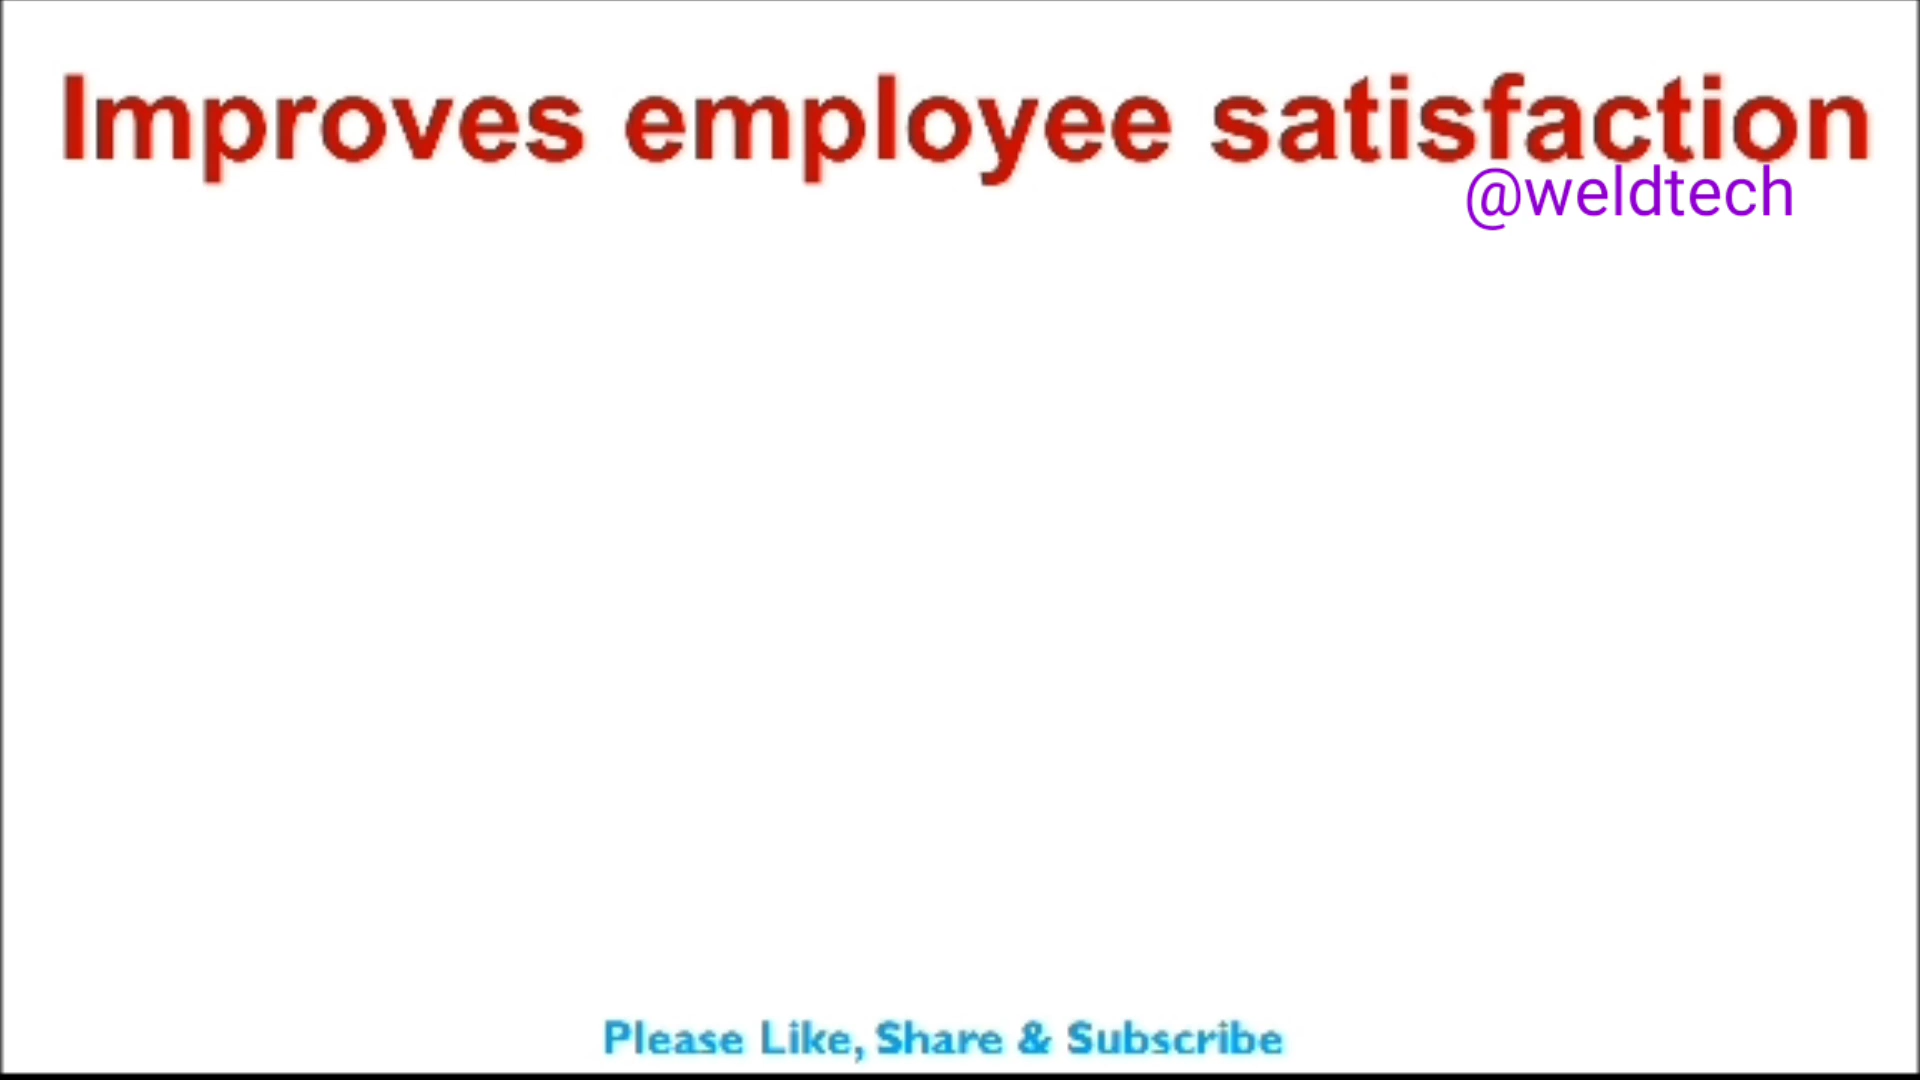 Improves employee satisfaction
@weldtech
Please Like, Share & Subscribe